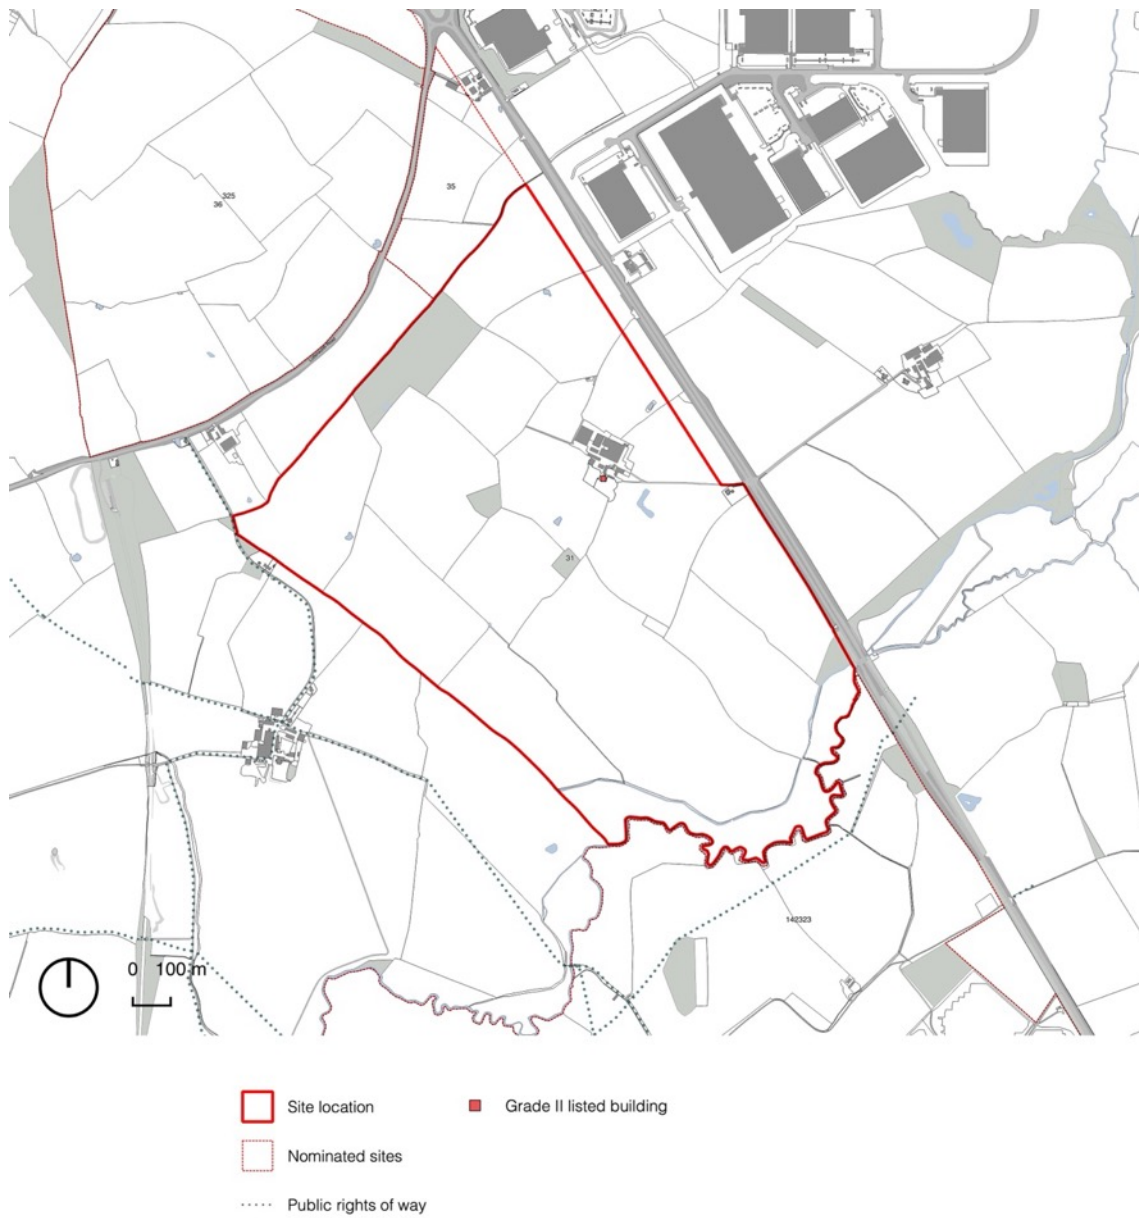 35
325
36
31
142323
0 100 m
Site location
Grade II listed building
Nominated sites
Public rights of way